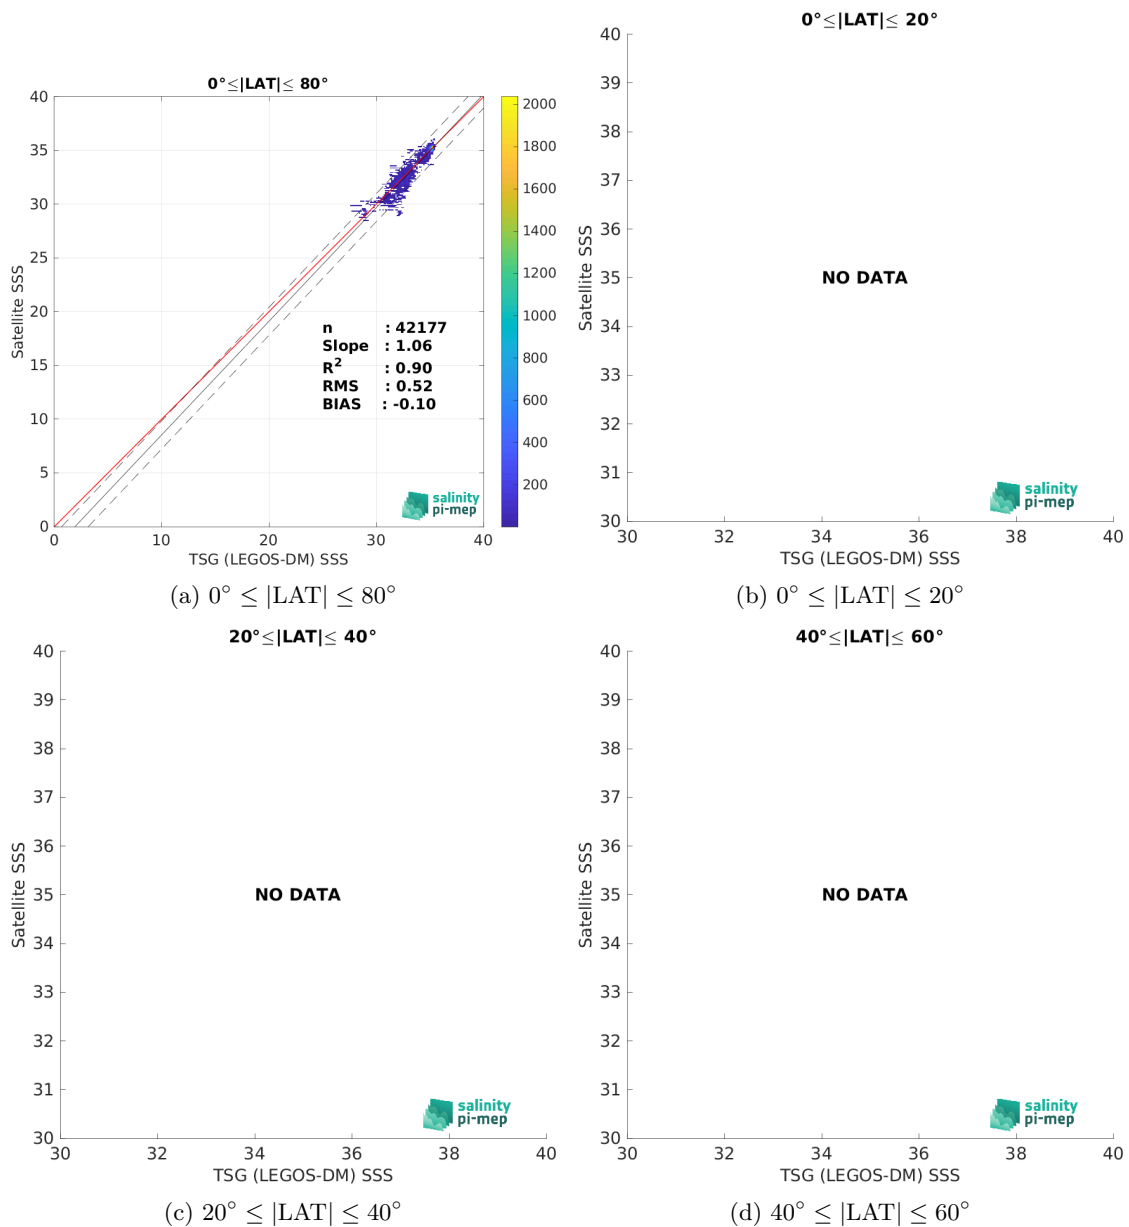 0°≤|LAT|≤ 80°
40
35
30
25
20
15
10
5
0
Satellite SSS
0
10
20
30
40
TSG (LEGOS-DM) SSS
n : 42177
Slope : 1.06
R² : 0.90
RMS : 0.52
BIAS : -0.10
salinity
pi-mep
2000
1800
1600
1400
1200
1000
800
600
400
200
(a) 0° ≤ |LAT| ≤ 80°
0°≤|LAT|≤ 20°
40
39
38
37
36
35
34
33
32
31
30
Satellite SSS
NO DATA
salinity
pi-mep
30
32
34
36
38
40
TSG (LEGOS-DM) SSS
(b) 0° ≤ |LAT| ≤ 20°
20°≤|LAT|≤ 40°
40
39
38
37
36
35
34
33
32
31
30
Satellite SSS
NO DATA
salinity
pi-mep
30
32
34
36
38
40
TSG (LEGOS-DM) SSS
(c) 20° ≤ |LAT| ≤ 40°
40°≤|LAT|≤ 60°
40
39
38
37
36
35
34
33
32
31
30
Satellite SSS
NO DATA
salinity
pi-mep
30
32
34
36
38
40
TSG (LEGOS-DM) SSS
(d) 40° ≤ |LAT| ≤ 60°